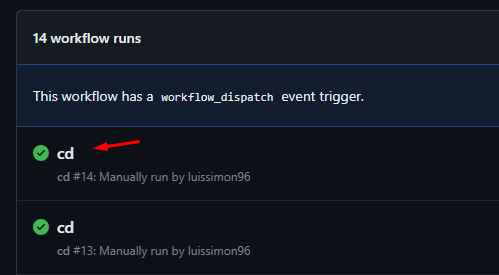 14 workflow runs
This workflow has a workflow_dispatch event trigger.
cd
cd #14: Manually run by luissimon96
cd
cd #13: Manually run by luissimon96